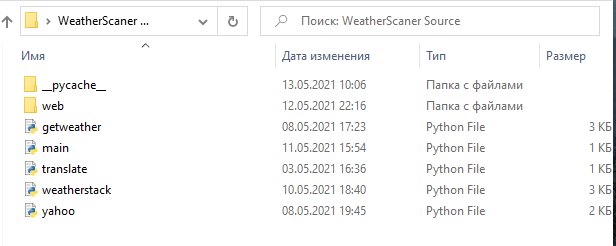 WeatherScaner ...
Поиск: WeatherScaner Source
Имя Дата изменения Тип Размер
__pycache__ 13.05.2021 10:06 Папка с файлами
web 12.05.2021 22:16 Папка с файлами
getweather 08.05.2021 17:23 Python File 3 КБ
main 11.05.2021 15:54 Python File 1 КБ
translate 03.05.2021 16:36 Python File 1 КБ
weatherstack 10.05.2021 18:40 Python File 3 КБ
yahoo 08.05.2021 19:45 Python File 2 КБ